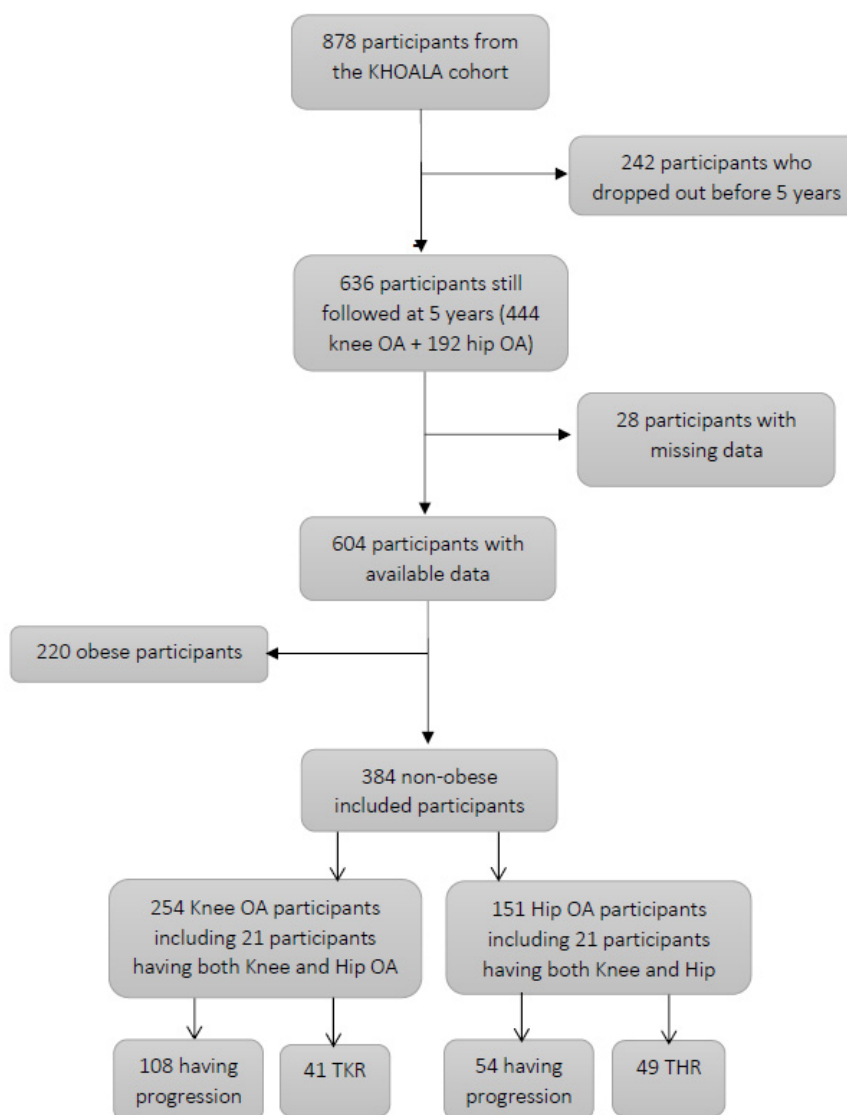 878 participants from
the KHOALA cohort
242 participants who
dropped out before 5 years
636 participants still
followed at 5 years (444
knee OA + 192 hip OA)
28 participants with
missing data
604 participants with
available data
220 obese participants
384 non-obese
included participants
254 Knee OA participants
including 21 participants
having both Knee and Hip OA
151 Hip OA participants
including 21 participants
having both Knee and Hip
108 having
progression
41 TKR
54 having
progression
49 THR